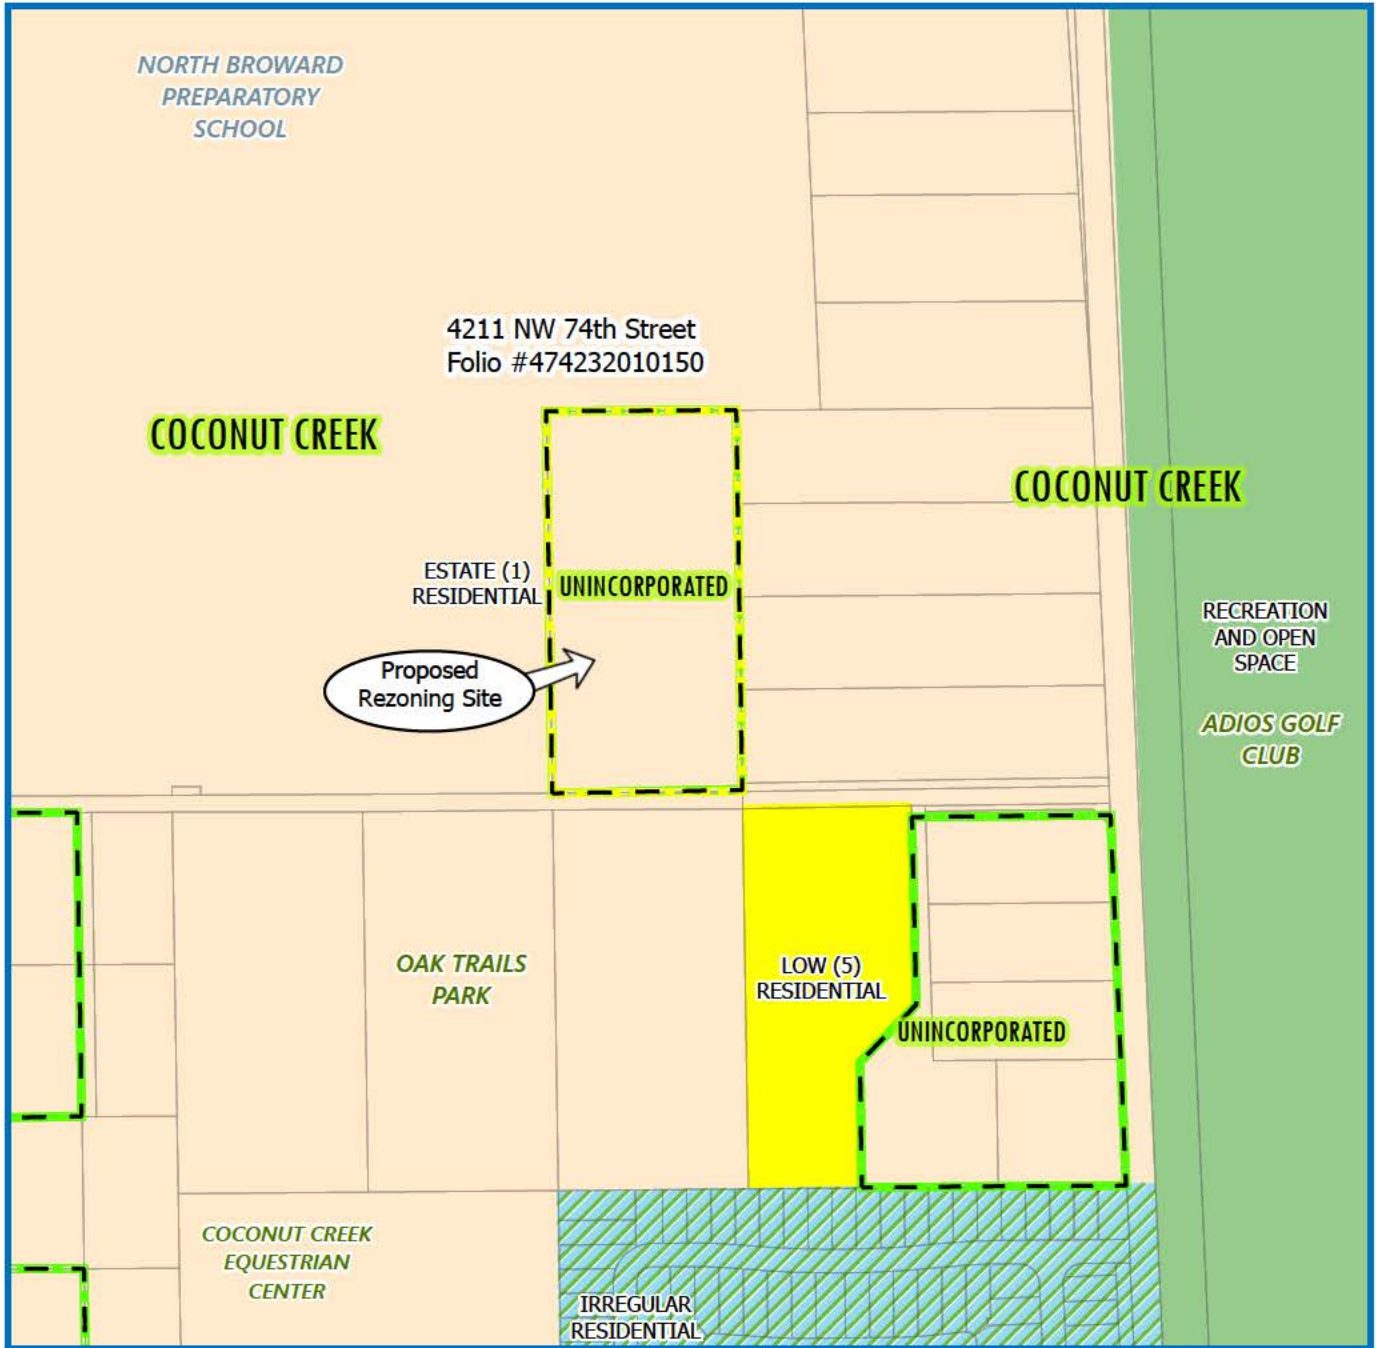 NORTH BROWARD
PREPARATORY
SCHOOL
4211 NW 74th Street
Folio #474232010150
COCONUT CREEK
COCONUT CREEK
ESTATE (1)
RESIDENTIAL
UNINCORPORATED
RECREATION
AND OPEN
SPACE
Proposed
Rezoning Site
ADIOS GOLF
CLUB
OAK TRAILS
PARK
LOW (5)
RESIDENTIAL
UNINCORPORATED
COCONUT CREEK
EQUESTRIAN
CENTER
IRREGULAR
RESIDENTIAL